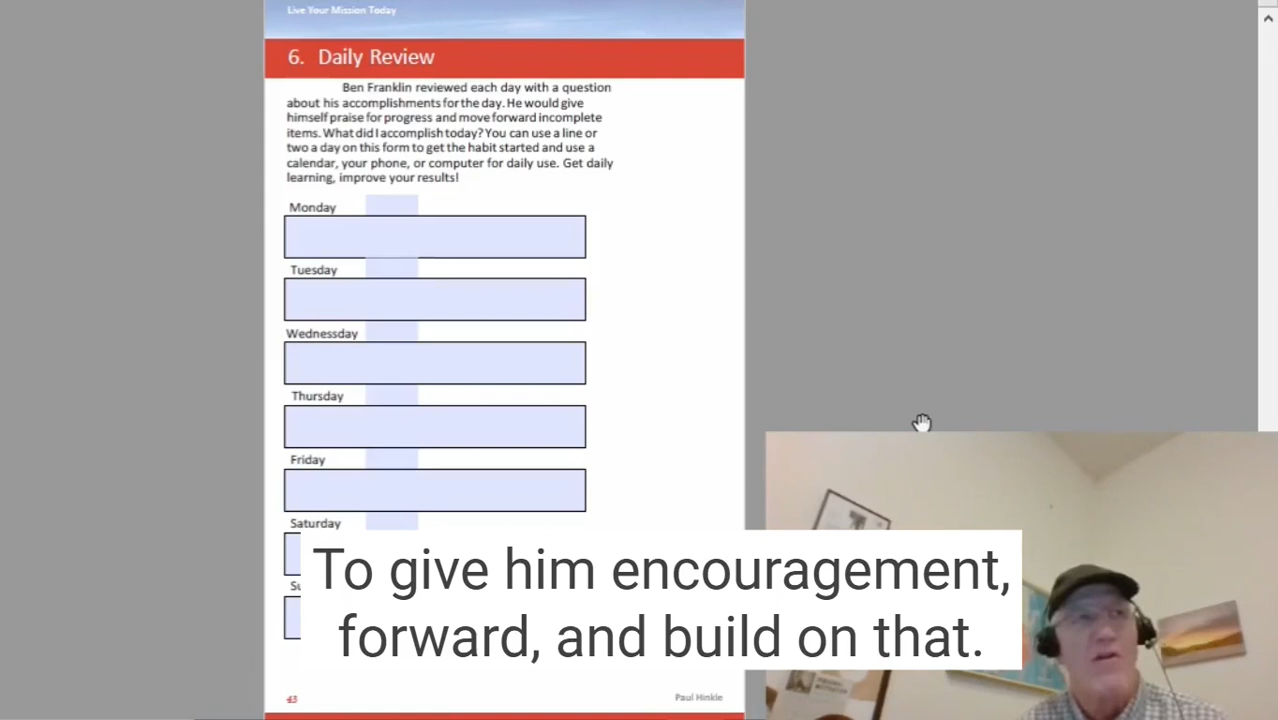 Live Your Mission Today
6. Daily Review
Ben Franklin reviewed each day with a question
about his accomplishments for the day. He would give
himself praise for progress and move forward incomplete
items. What did I accomplish today? You can use a line or
two a day on this form to get the habit started and use a
calendar, your phone, or computer for daily use. Get daily
learning, improve your results!
Monday
Tuesday
Wednessday
Thursday
Friday
Saturday
Su
To give him encouragement,
forward, and build on that.
43
Paul Hinkle